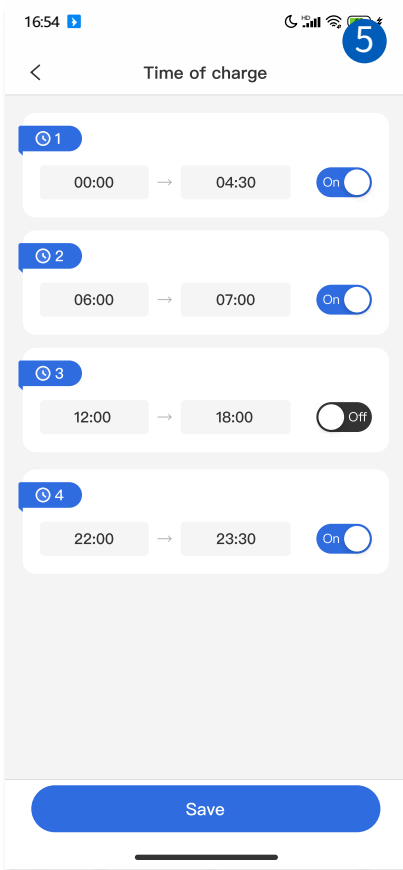 16:54
HD
5
Time of charge
1
00:00 → 04:30 On
2
06:00 → 07:00 On
3
12:00 → 18:00 Off
4
22:00 → 23:30 On
Save